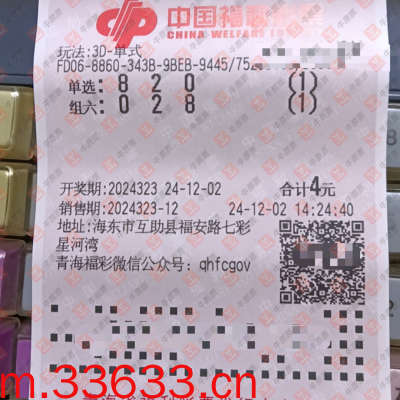 中国福
CHINA WELFARE LO
玩法:3D-单式
FD06-8860-343B-9BEB-9445/752
单选: 8 2 0 (1)
组六: 0 2 8 (1)
开奖期:2024323 24-12-02 合计4元
销售期:2024323-12 24-12-02 14:24:40
地址:海东市互助县福安路七彩
星河湾
青海福彩微信公众号: qhfcgov
m.33633.cn